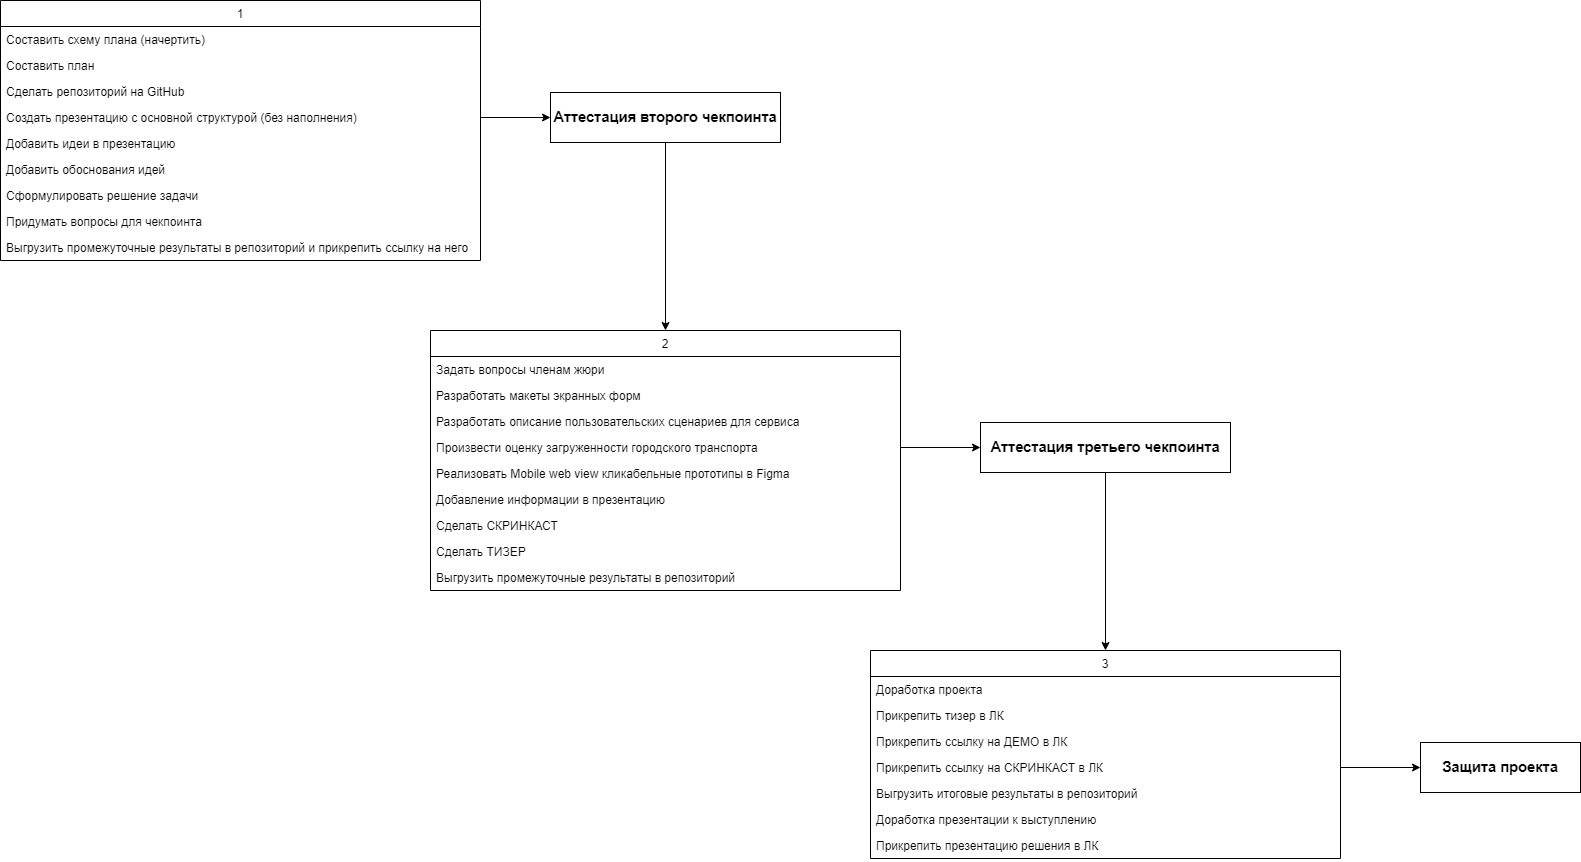 1
Составить схему плана (начертить)
Составить план
Сделать репозиторий на GitHub
Создать презентацию с основной структурой (без наполнения)
Добавить идеи в презентацию
Добавить обоснования идей
Сформулировать решение задачи
Придумать вопросы для чекпоинта
Выгрузить промежуточные результаты в репозиторий и прикрепить ссылку на него
Аттестация второго чекпоинта
2
Задать вопросы членам жюри
Разработать макеты экранных форм
Разработать описание пользовательских сценариев для сервиса
Произвести оценку загруженности городского транспорта
Реализовать Mobile web view кликабельные прототипы в Figma
Добавление информации в презентацию
Сделать СКРИНКАСТ
Сделать ТИЗЕР
Выгрузить промежуточные результаты в репозиторий
Аттестация третьего чекпоинта
3
Доработка проекта
Прикрепить тизер в ЛК
Прикрепить ссылку на ДЕМО в ЛК
Прикрепить ссылку на СКРИНКАСТ в ЛК
Выгрузить итоговые результаты в репозиторий
Доработка презентации к выступлению
Прикрепить презентацию решения в ЛК
Защита проекта